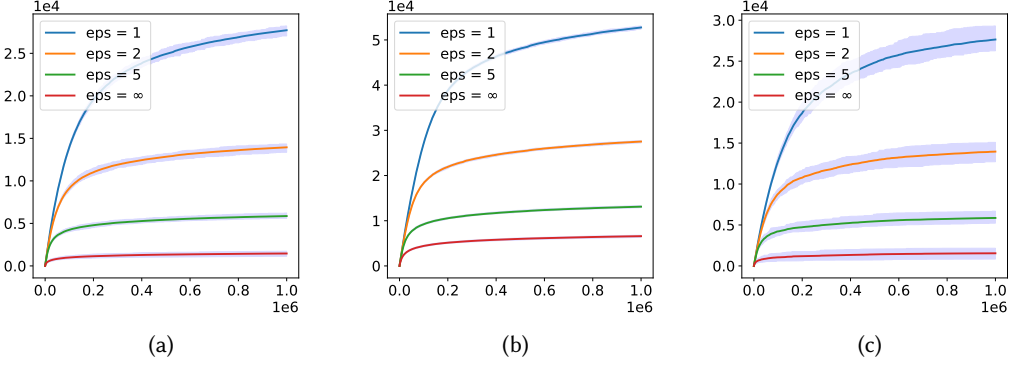 1e4
2.5
2.0
1.5
1.0
0.5
0.0
eps = 1
eps = 2
eps = 5
eps = ∞
0.0 0.2 0.4 0.6 0.8 1.0
1e6
(a)
1e4
5
4
3
2
1
0
eps = 1
eps = 2
eps = 5
eps = ∞
0.0 0.2 0.4 0.6 0.8 1.0
1e6
(b)
1e4
3.0
2.5
2.0
1.5
1.0
0.5
0.0
eps = 1
eps = 2
eps = 5
eps = ∞
0.0 0.2 0.4 0.6 0.8 1.0
1e6
(c)